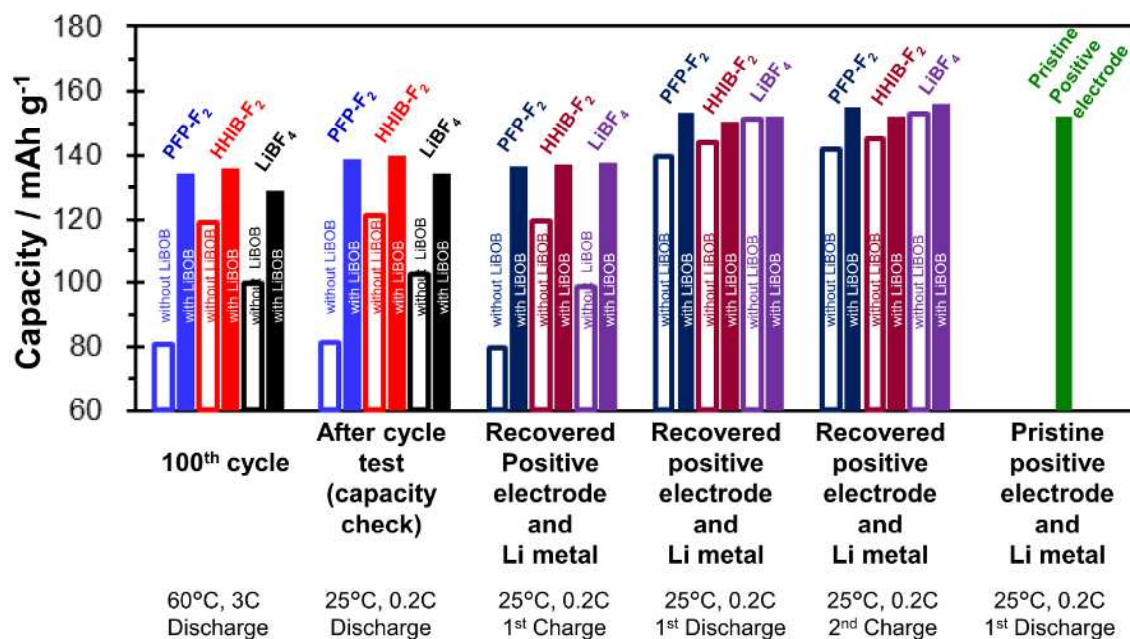 Capacity / mAh g⁻¹
180
160
140
120
100
80
60
PFP-F₂
HHIB-F₂
LiBF₄
without LiBOB
with LiBOB
without LiBOB
with LiBOB
without LiBOB
with LiBOB
PFP-F₂
HHIB-F₂
LiBF₄
without LiBOB
with LiBOB
without LiBOB
with LiBOB
without LiBOB
with LiBOB
PFP-F₂
HHIB-F₂
LiBF₄
without LiBOB
with LiBOB
without LiBOB
with LiBOB
without LiBOB
with LiBOB
PFP-F₂
HHIB-F₂
LiBF₄
without LiBOB
with LiBOB
without LiBOB
with LiBOB
without LiBOB
with LiBOB
PFP-F₂
HHIB-F₂
LiBF₄
without LiBOB
with LiBOB
without LiBOB
with LiBOB
without LiBOB
with LiBOB
Pristine
Positive
electrode
100th cycle
After cycle
test
(capacity
check)
Recovered
Positive
electrode
and
Li metal
Recovered
positive
electrode
and
Li metal
Recovered
positive
electrode
and
Li metal
Pristine
positive
electrode
and
Li metal
60°C, 3C
Discharge
25°C, 0.2C
Discharge
25°C, 0.2C
1st Charge
25°C, 0.2C
1st Discharge
25°C, 0.2C
2nd Charge
25°C, 0.2C
1st Discharge